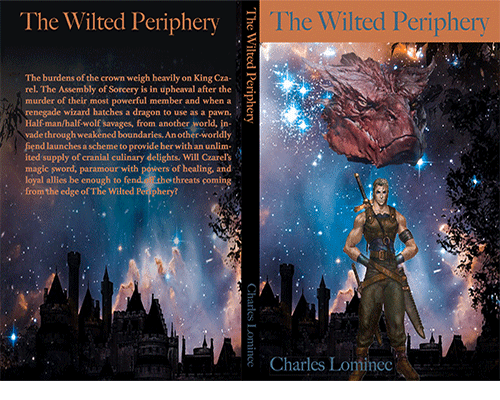 The Wilted Periphery
The burdens of the crown weigh heavily on King Cza-
rel. The Assembly of Sorcery is in upheaval after the
murder of their most powerful member and when a
renegade wizard hatches a dragon to use as a pawn.
Half-man/half-wolf savages, from another world, in-
vade through weakened boundaries. An other-worldly
fiend launches a scheme to provide her with an unlim-
ited supply of cranial culinary delights. Will Czarel's
magic sword, paramour with powers of healing, and
loyal allies be enough to fend off the threats coming
from the edge of The Wilted Periphery?
The Wilted Periphery
Charles Lominec
The Wilted Periphery
Charles Lominec